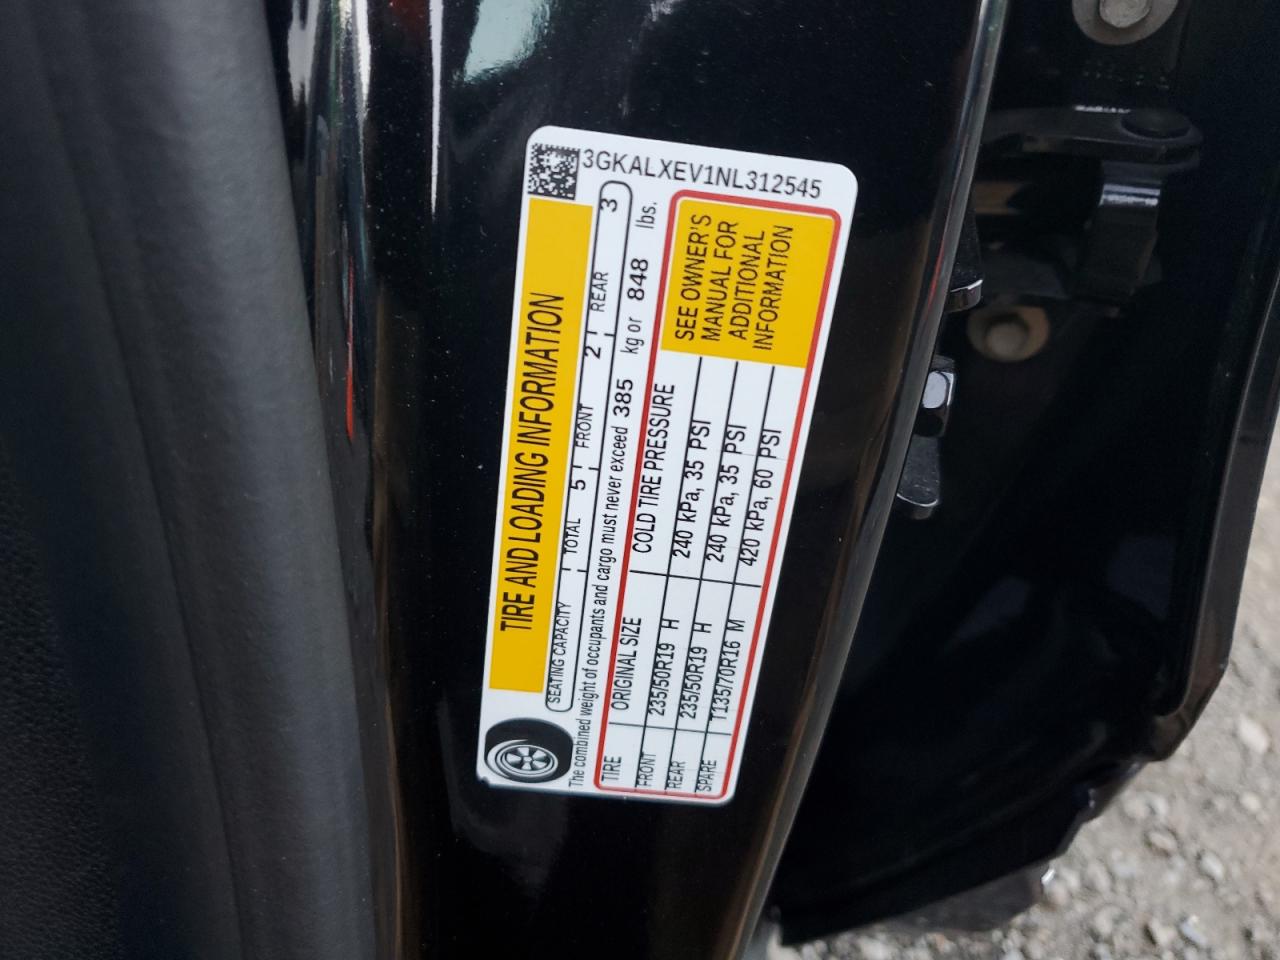 3GKALXEV1NL312545
TIRE AND LOADING INFORMATION
SEATING CAPACITY TOTAL 5 FRONT 2 REAR 3
The combined weight of occupants and cargo must never exceed 385 kg or 848 lbs.
TIRE ORIGINAL SIZE COLD TIRE PRESSURE
FRONT 235/50R19 H 240 kPa, 35 PSI
REAR 235/50R19 H 240 kPa, 35 PSI
SPARE T135/70R16 M 420 kPa, 60 PSI
SEE OWNER'S
MANUAL FOR
ADDITIONAL
INFORMATION